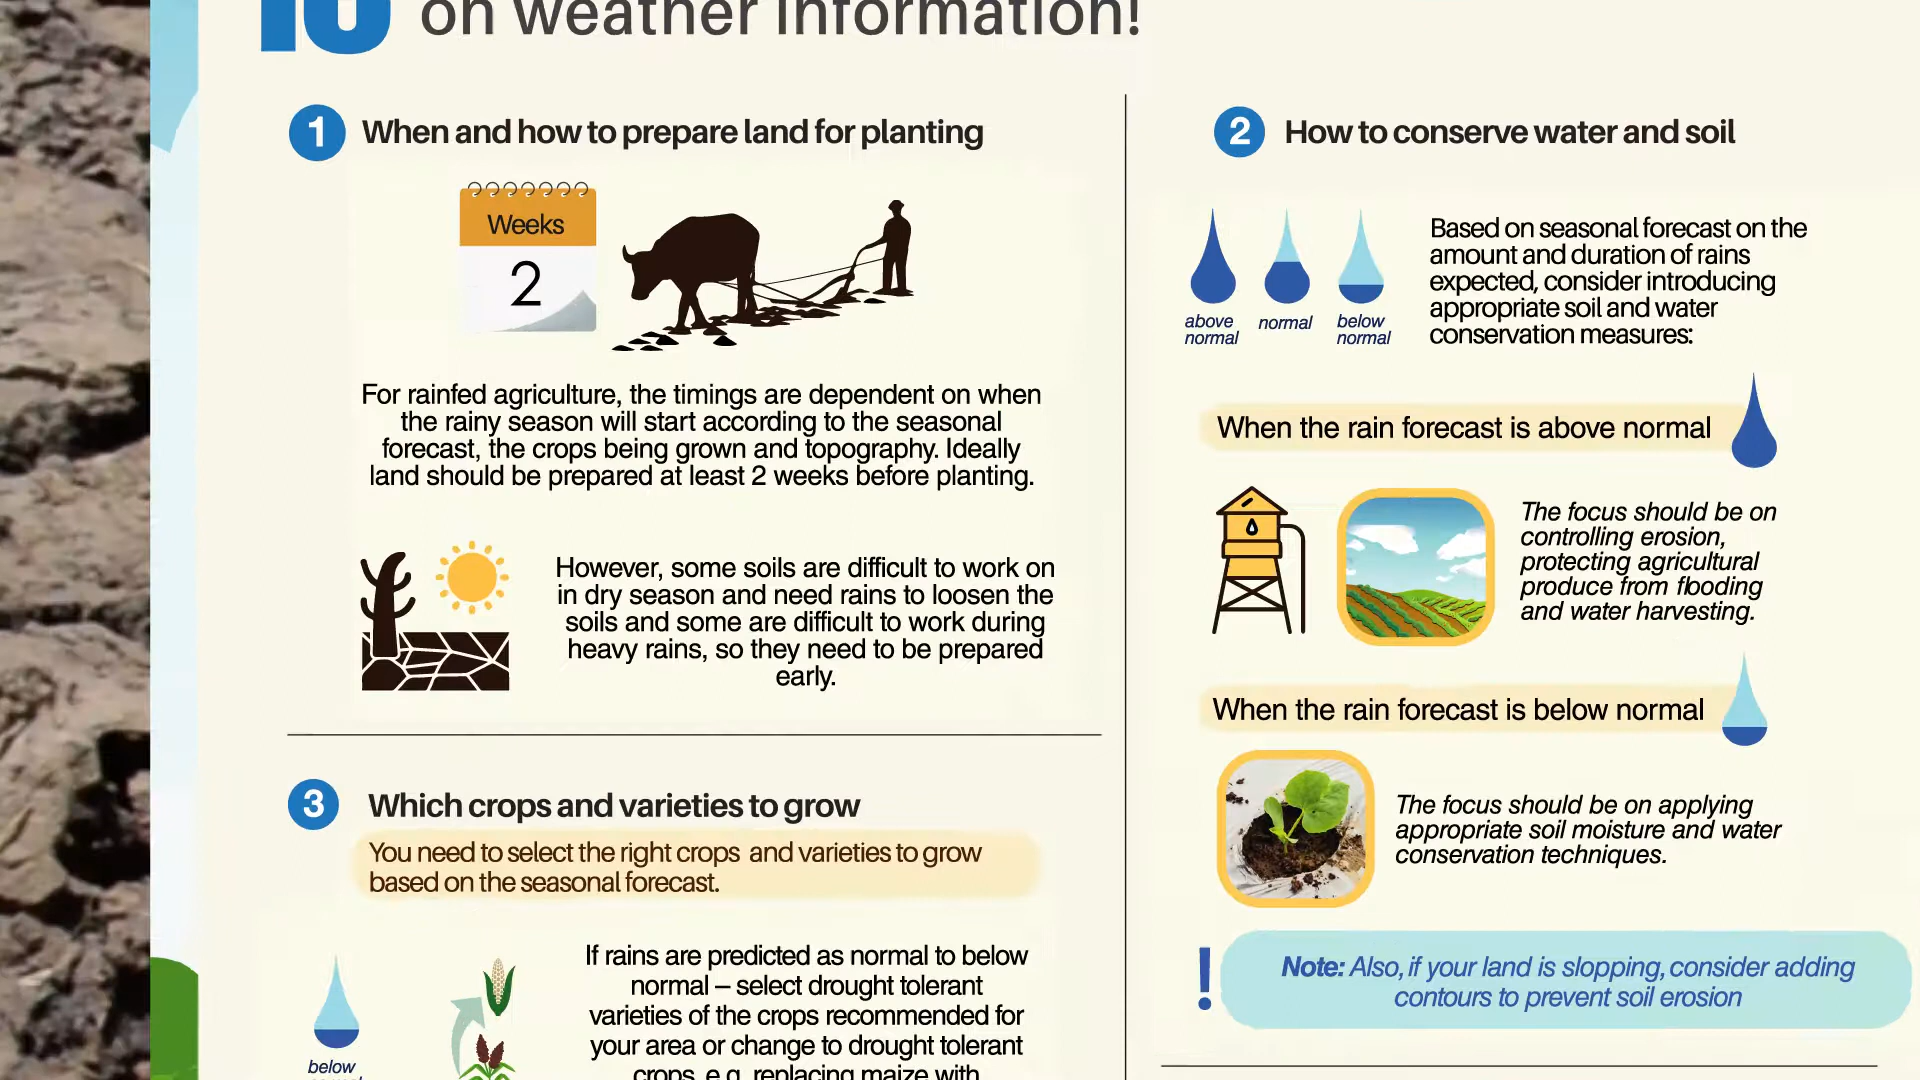 10 on weather information!
1 When and how to prepare land for planting
Weeks
2
For rainfed agriculture, the timings are dependent on when
the rainy season will start according to the seasonal
forecast, the crops being grown and topography. Ideally
land should be prepared at least 2 weeks before planting.
However, some soils are difficult to work on
in dry season and need rains to loosen the
soils and some are difficult to work during
heavy rains, so they need to be prepared
early.
2 How to conserve water and soil
above
normal
normal
below
normal
Based on seasonal forecast on the
amount and duration of rains
expected, consider introducing
appropriate soil and water
conservation measures:
When the rain forecast is above normal
The focus should be on
controlling erosion,
protecting agricultural
produce from flooding
and water harvesting.
When the rain forecast is below normal
The focus should be on applying
appropriate soil moisture and water
conservation techniques.
! Note: Also, if your land is slopping, consider adding
contours to prevent soil erosion
3 Which crops and varieties to grow
You need to select the right crops and varieties to grow
based on the seasonal forecast.
below
If rains are predicted as normal to below
normal – select drought tolerant
varieties of the crops recommended for
your area or change to drought tolerant
crops, e.g. replacing maize with